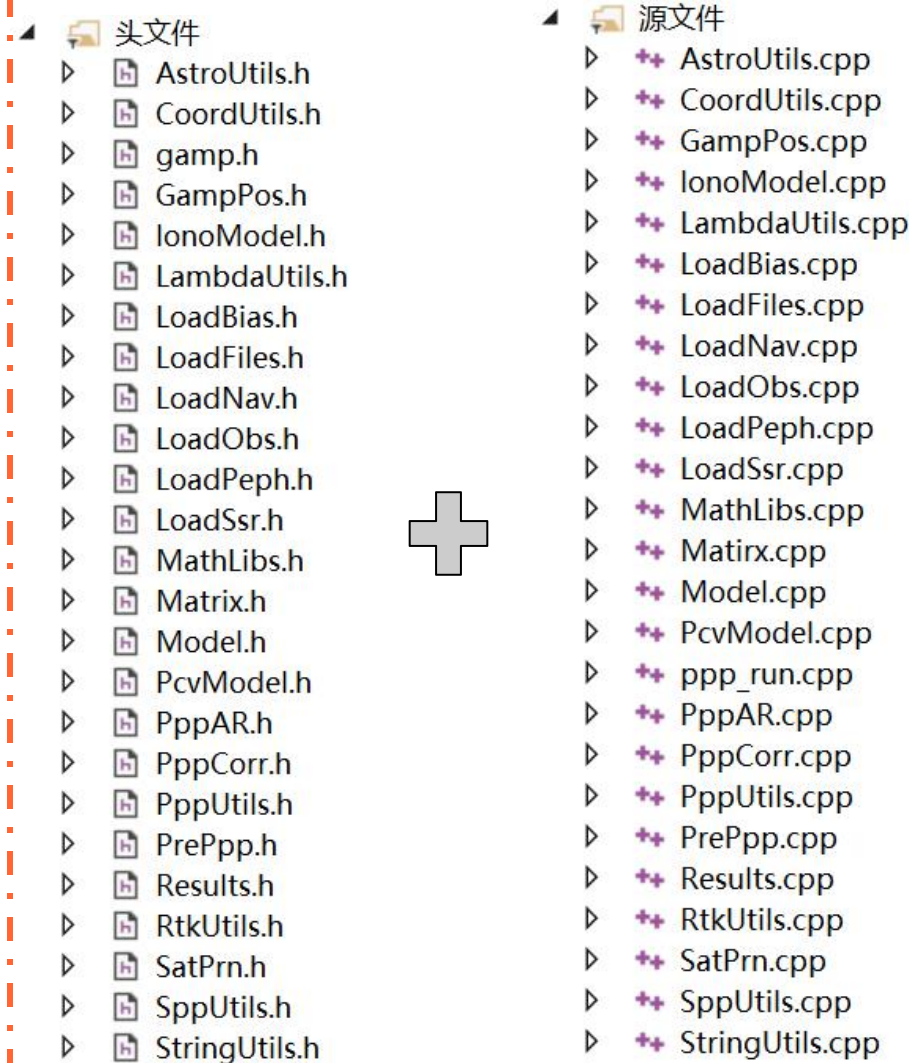 头文件
AstroUtils.h
CoordUtils.h
gamp.h
GampPos.h
IonoModel.h
LambdaUtils.h
LoadBias.h
LoadFiles.h
LoadNav.h
LoadObs.h
LoadPeph.h
LoadSsr.h
MathLibs.h
Matrix.h
Model.h
PcvModel.h
PppAR.h
PppCorr.h
PppUtils.h
PrePpp.h
Results.h
RtkUtils.h
SatPrn.h
SppUtils.h
StringUtils.h
源文件
AstroUtils.cpp
CoordUtils.cpp
GampPos.cpp
IonoModel.cpp
LambdaUtils.cpp
LoadBias.cpp
LoadFiles.cpp
LoadNav.cpp
LoadObs.cpp
LoadPeph.cpp
LoadSsr.cpp
MathLibs.cpp
Matirx.cpp
Model.cpp
PcvModel.cpp
ppp_run.cpp
PppAR.cpp
PppCorr.cpp
PppUtils.cpp
PrePpp.cpp
Results.cpp
RtkUtils.cpp
SatPrn.cpp
SppUtils.cpp
StringUtils.cpp